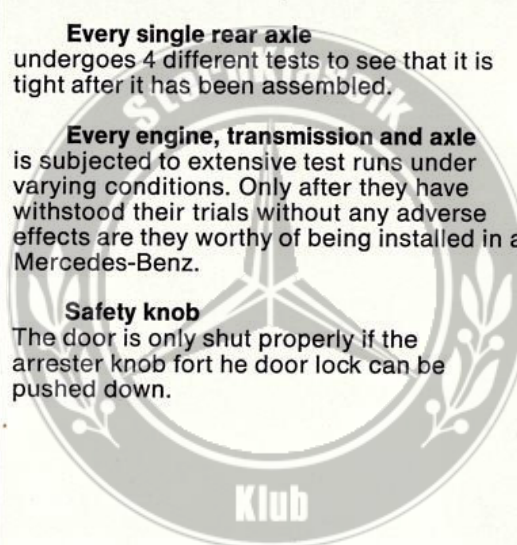 Every single rear axle
undergoes 4 different tests to see that it is
tight after it has been assembled.
Every engine, transmission and axle
is subjected to extensive test runs under
varying conditions. Only after they have
withstood their trials without any adverse
effects are they worthy of being installed in a
Mercedes-Benz.
Safety knob
The door is only shut properly if the
arrester knob fort he door lock can be
pushed down.
SternKlassik
Klub